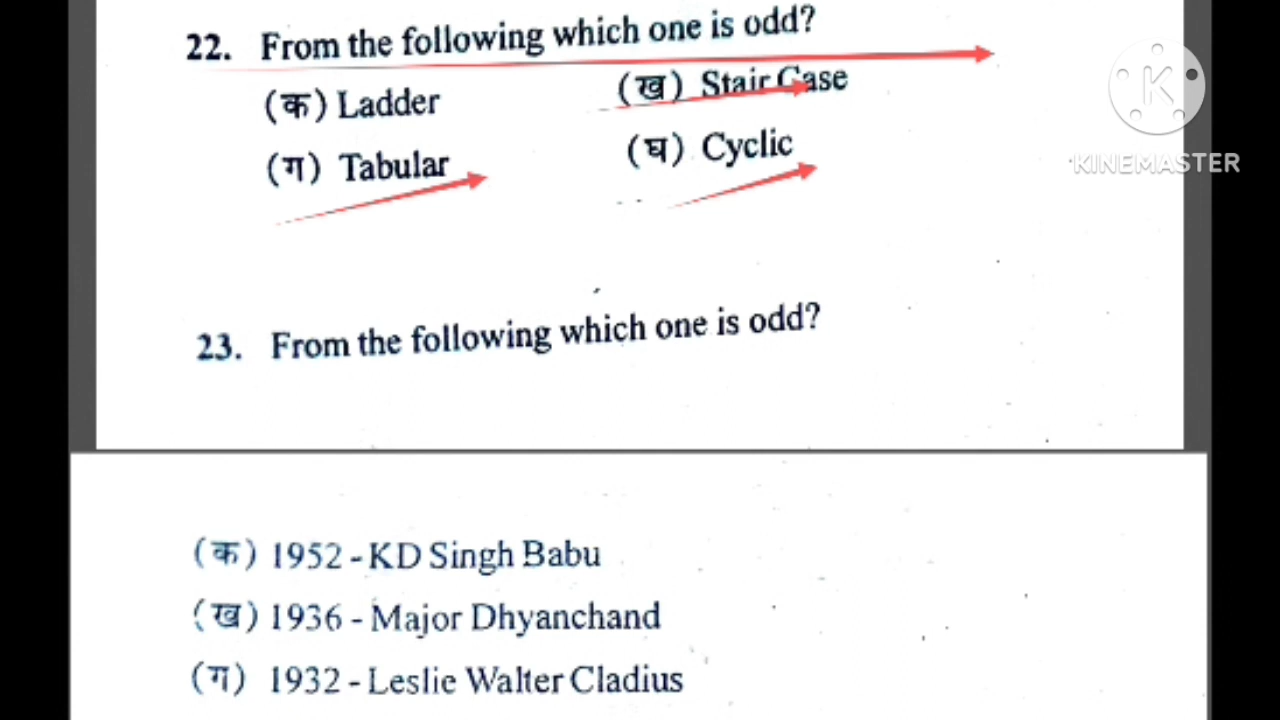 22. From the following which one is odd?
(क) Ladder (ख) Stair Case
(ग) Tabular (घ) Cyclic
K
KINEMASTER
23. From the following which one is odd?
(क) 1952 - KD Singh Babu
(ख) 1936 - Major Dhyanchand
(ग) 1932 - Leslie Walter Cladius